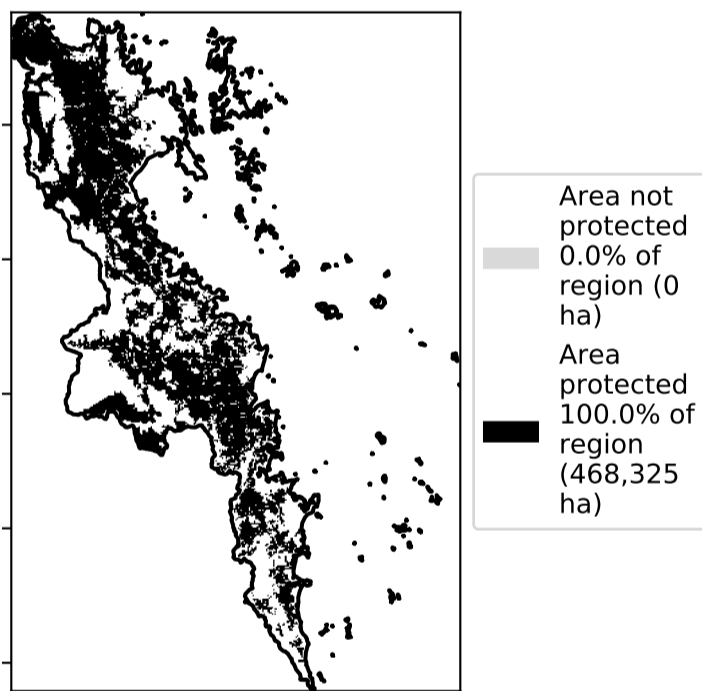 Area not
protected
0.0% of
region (0
ha)
Area
protected
100.0% of
region
(468,325
ha)